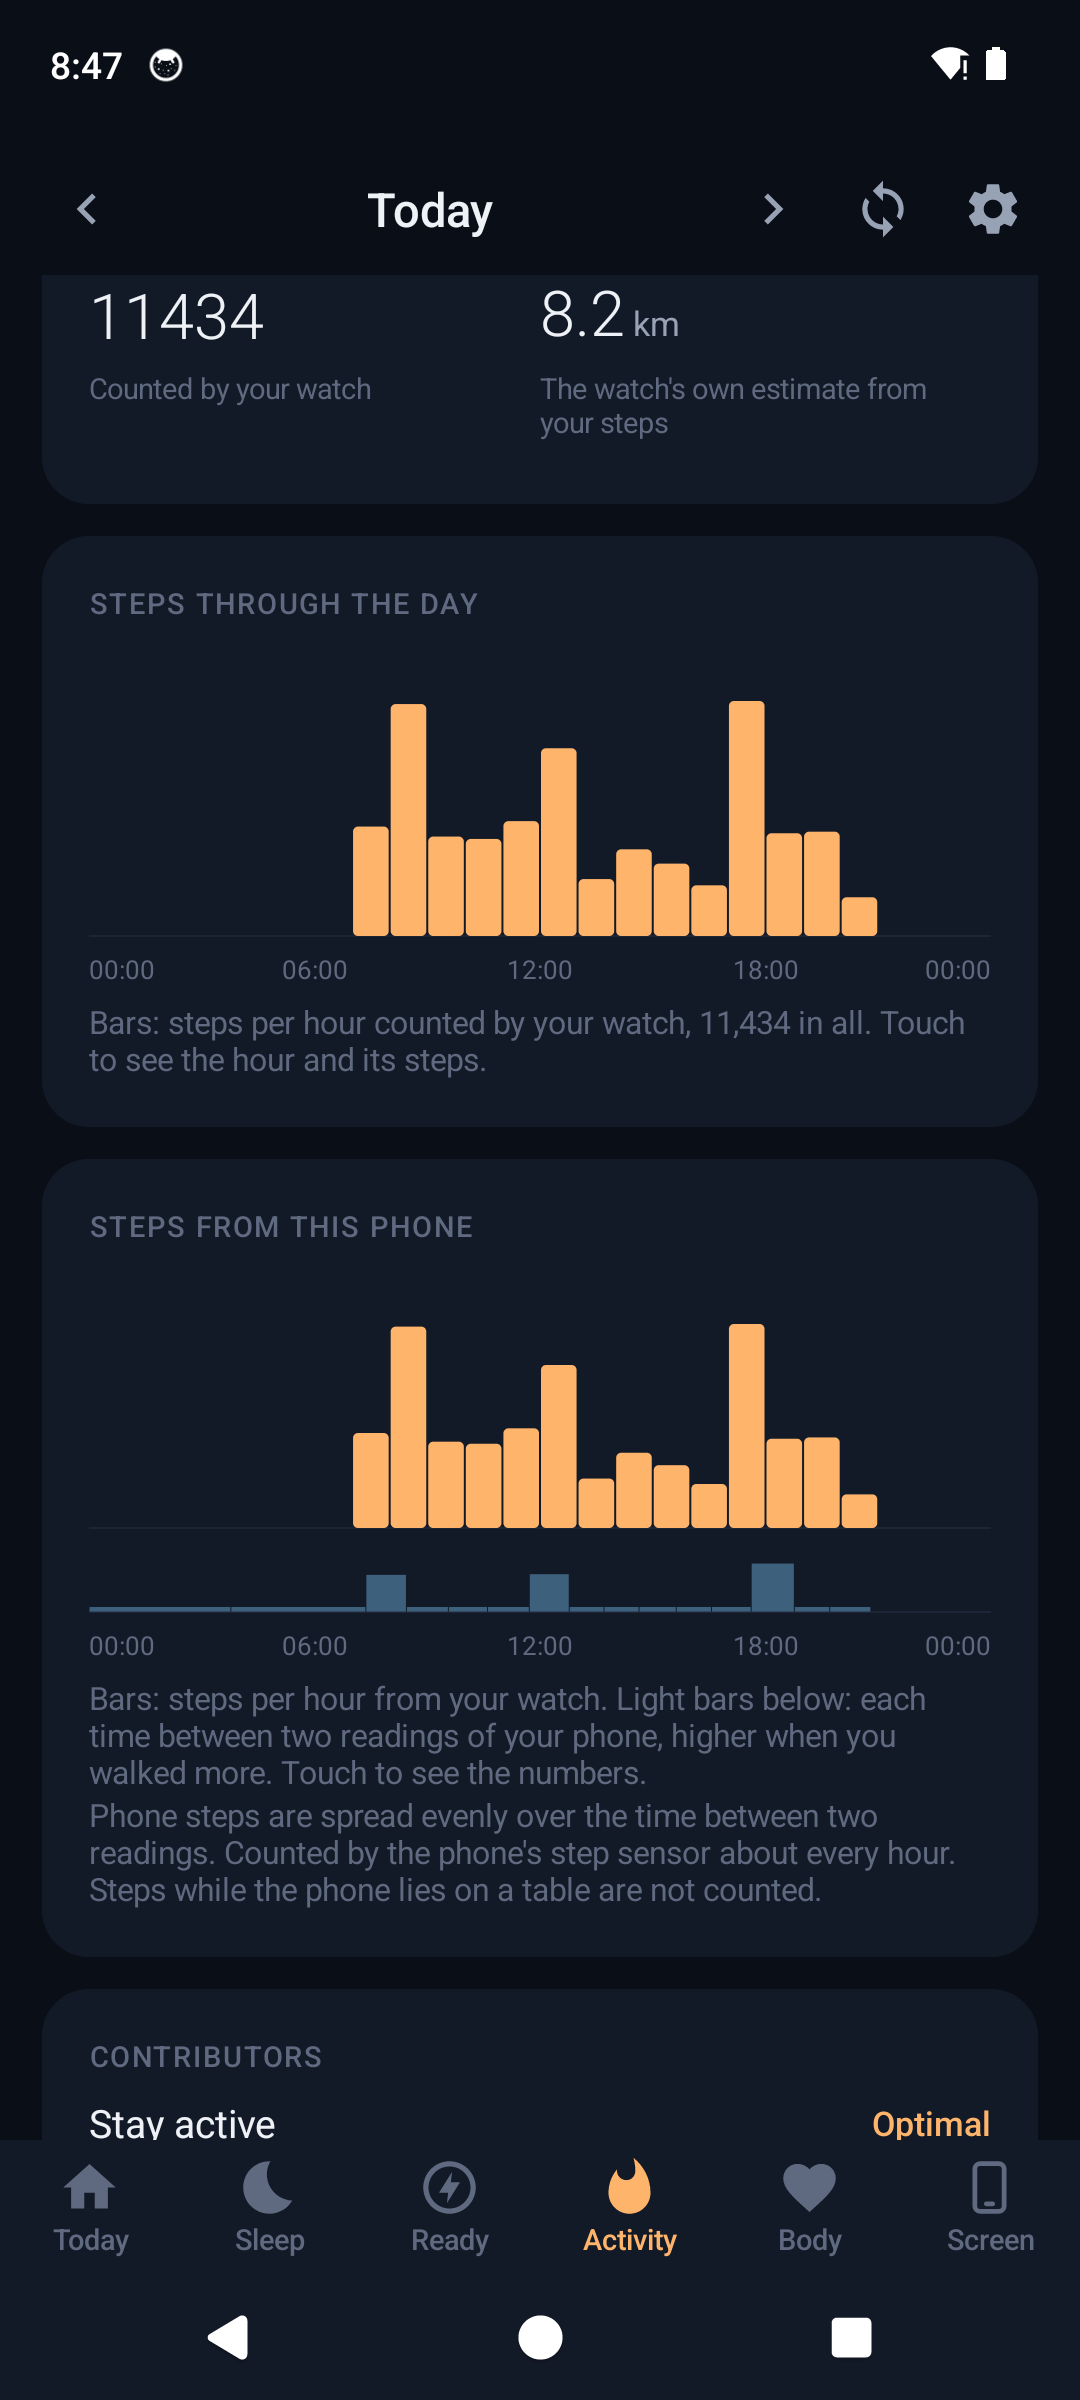 8:47
Today
11434
8.2 km
Counted by your watch
The watch's own estimate from
your steps
STEPS THROUGH THE DAY
00:00 06:00 12:00 18:00 00:00
Bars: steps per hour counted by your watch, 11,434 in all. Touch
to see the hour and its steps.
STEPS FROM THIS PHONE
00:00 06:00 12:00 18:00 00:00
Bars: steps per hour from your watch. Light bars below: each
time between two readings of your phone, higher when you
walked more. Touch to see the numbers.
Phone steps are spread evenly over the time between two
readings. Counted by the phone's step sensor about every hour.
Steps while the phone lies on a table are not counted.
CONTRIBUTORS
Stay active Optimal
Today Sleep Ready Activity Body Screen